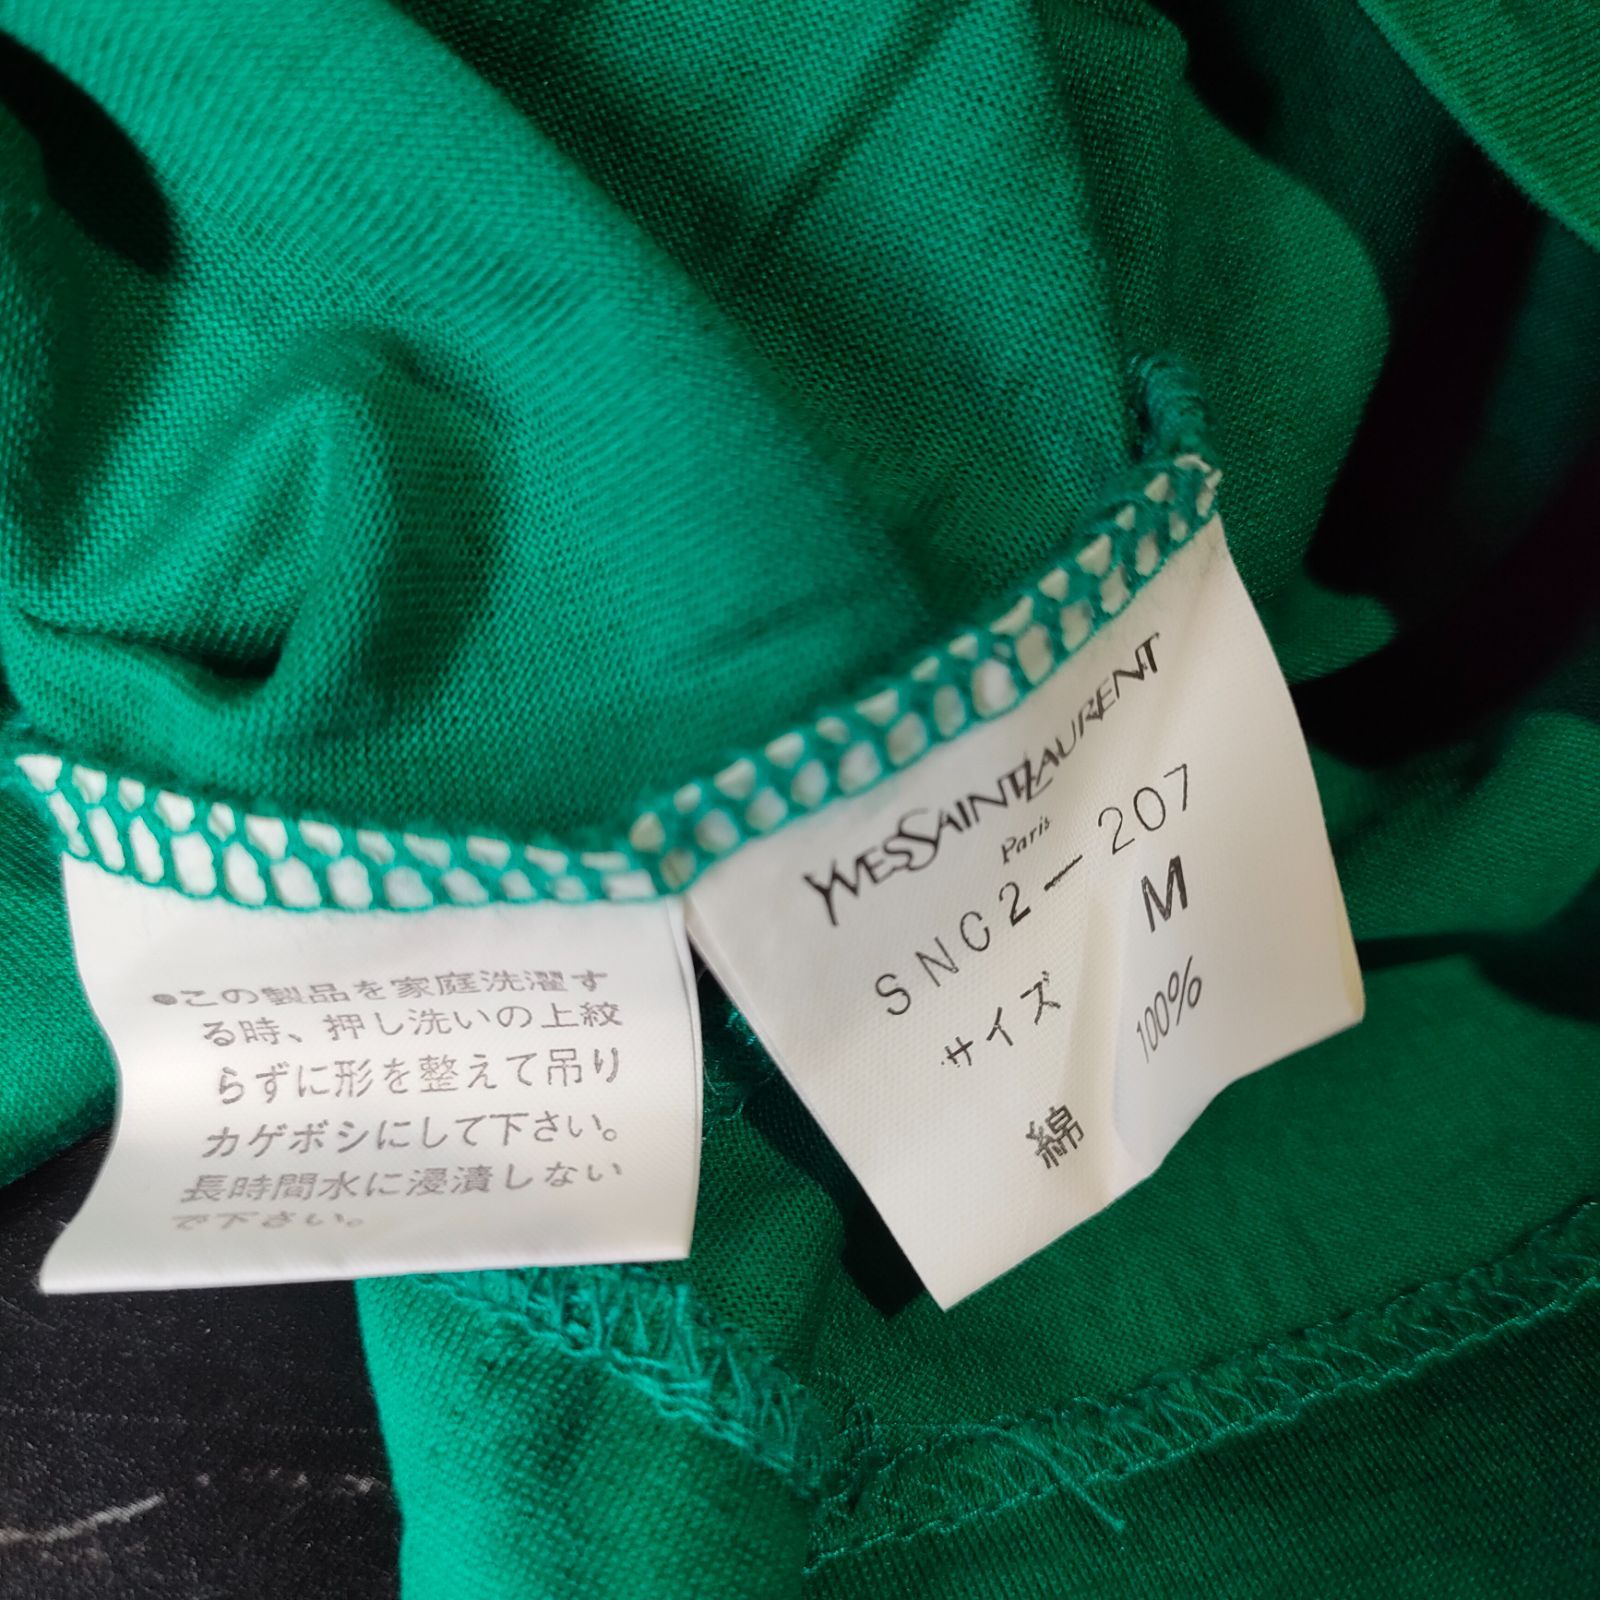 ●この製品を家庭洗濯す
る時、押し洗いの上絞
らずに形を整えて吊り
カゲボシにして下さい。
長時間水に浸漬しない
で下さい。
YVESSAINTLAURENT
Paris
SNC2—207
サイズ M
綿 100%